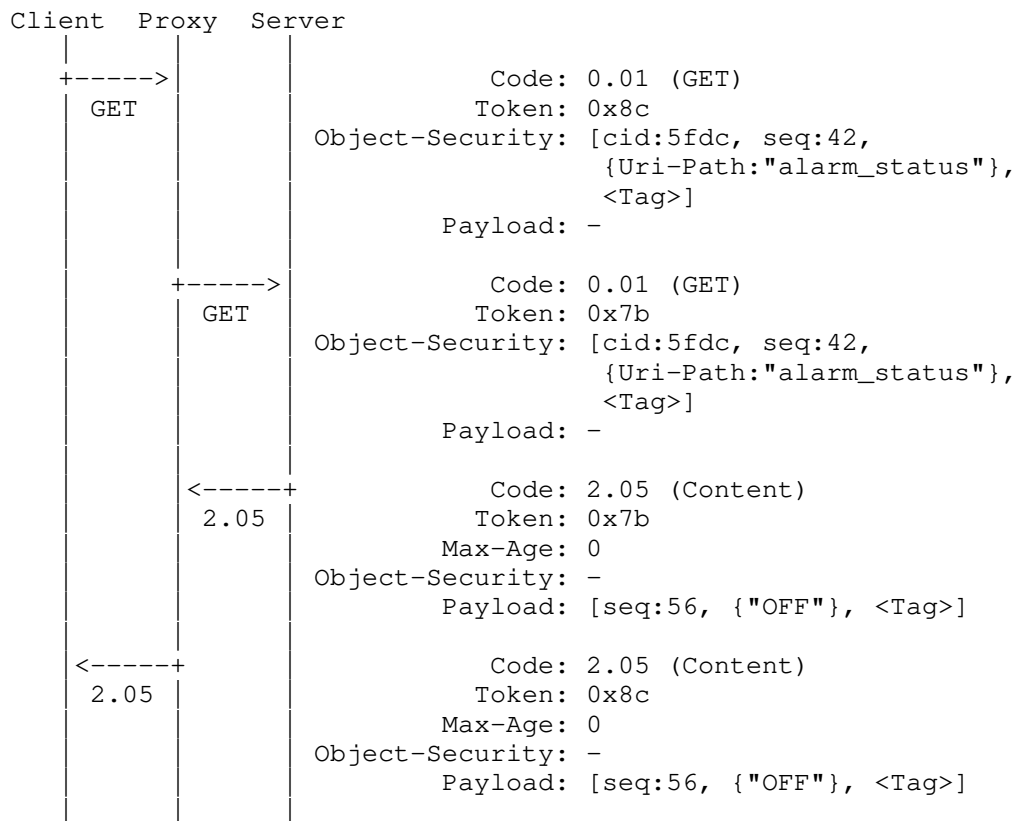 Client  Proxy  Server
+----->                 Code: 0.01 (GET)
GET                    Token: 0x8c
Object-Security: [cid:5fdc, seq:42,
{Uri-Path:"alarm_status"},
<Tag>]
Payload: -
+----->          Code: 0.01 (GET)
GET             Token: 0x7b
Object-Security: [cid:5fdc, seq:42,
{Uri-Path:"alarm_status"},
<Tag>]
Payload: -
<-----+            Code: 2.05 (Content)
2.05             Token: 0x7b
Max-Age: 0
Object-Security: -
Payload: [seq:56, {"OFF"}, <Tag>]
<-----+                   Code: 2.05 (Content)
2.05                    Token: 0x8c
Max-Age: 0
Object-Security: -
Payload: [seq:56, {"OFF"}, <Tag>]